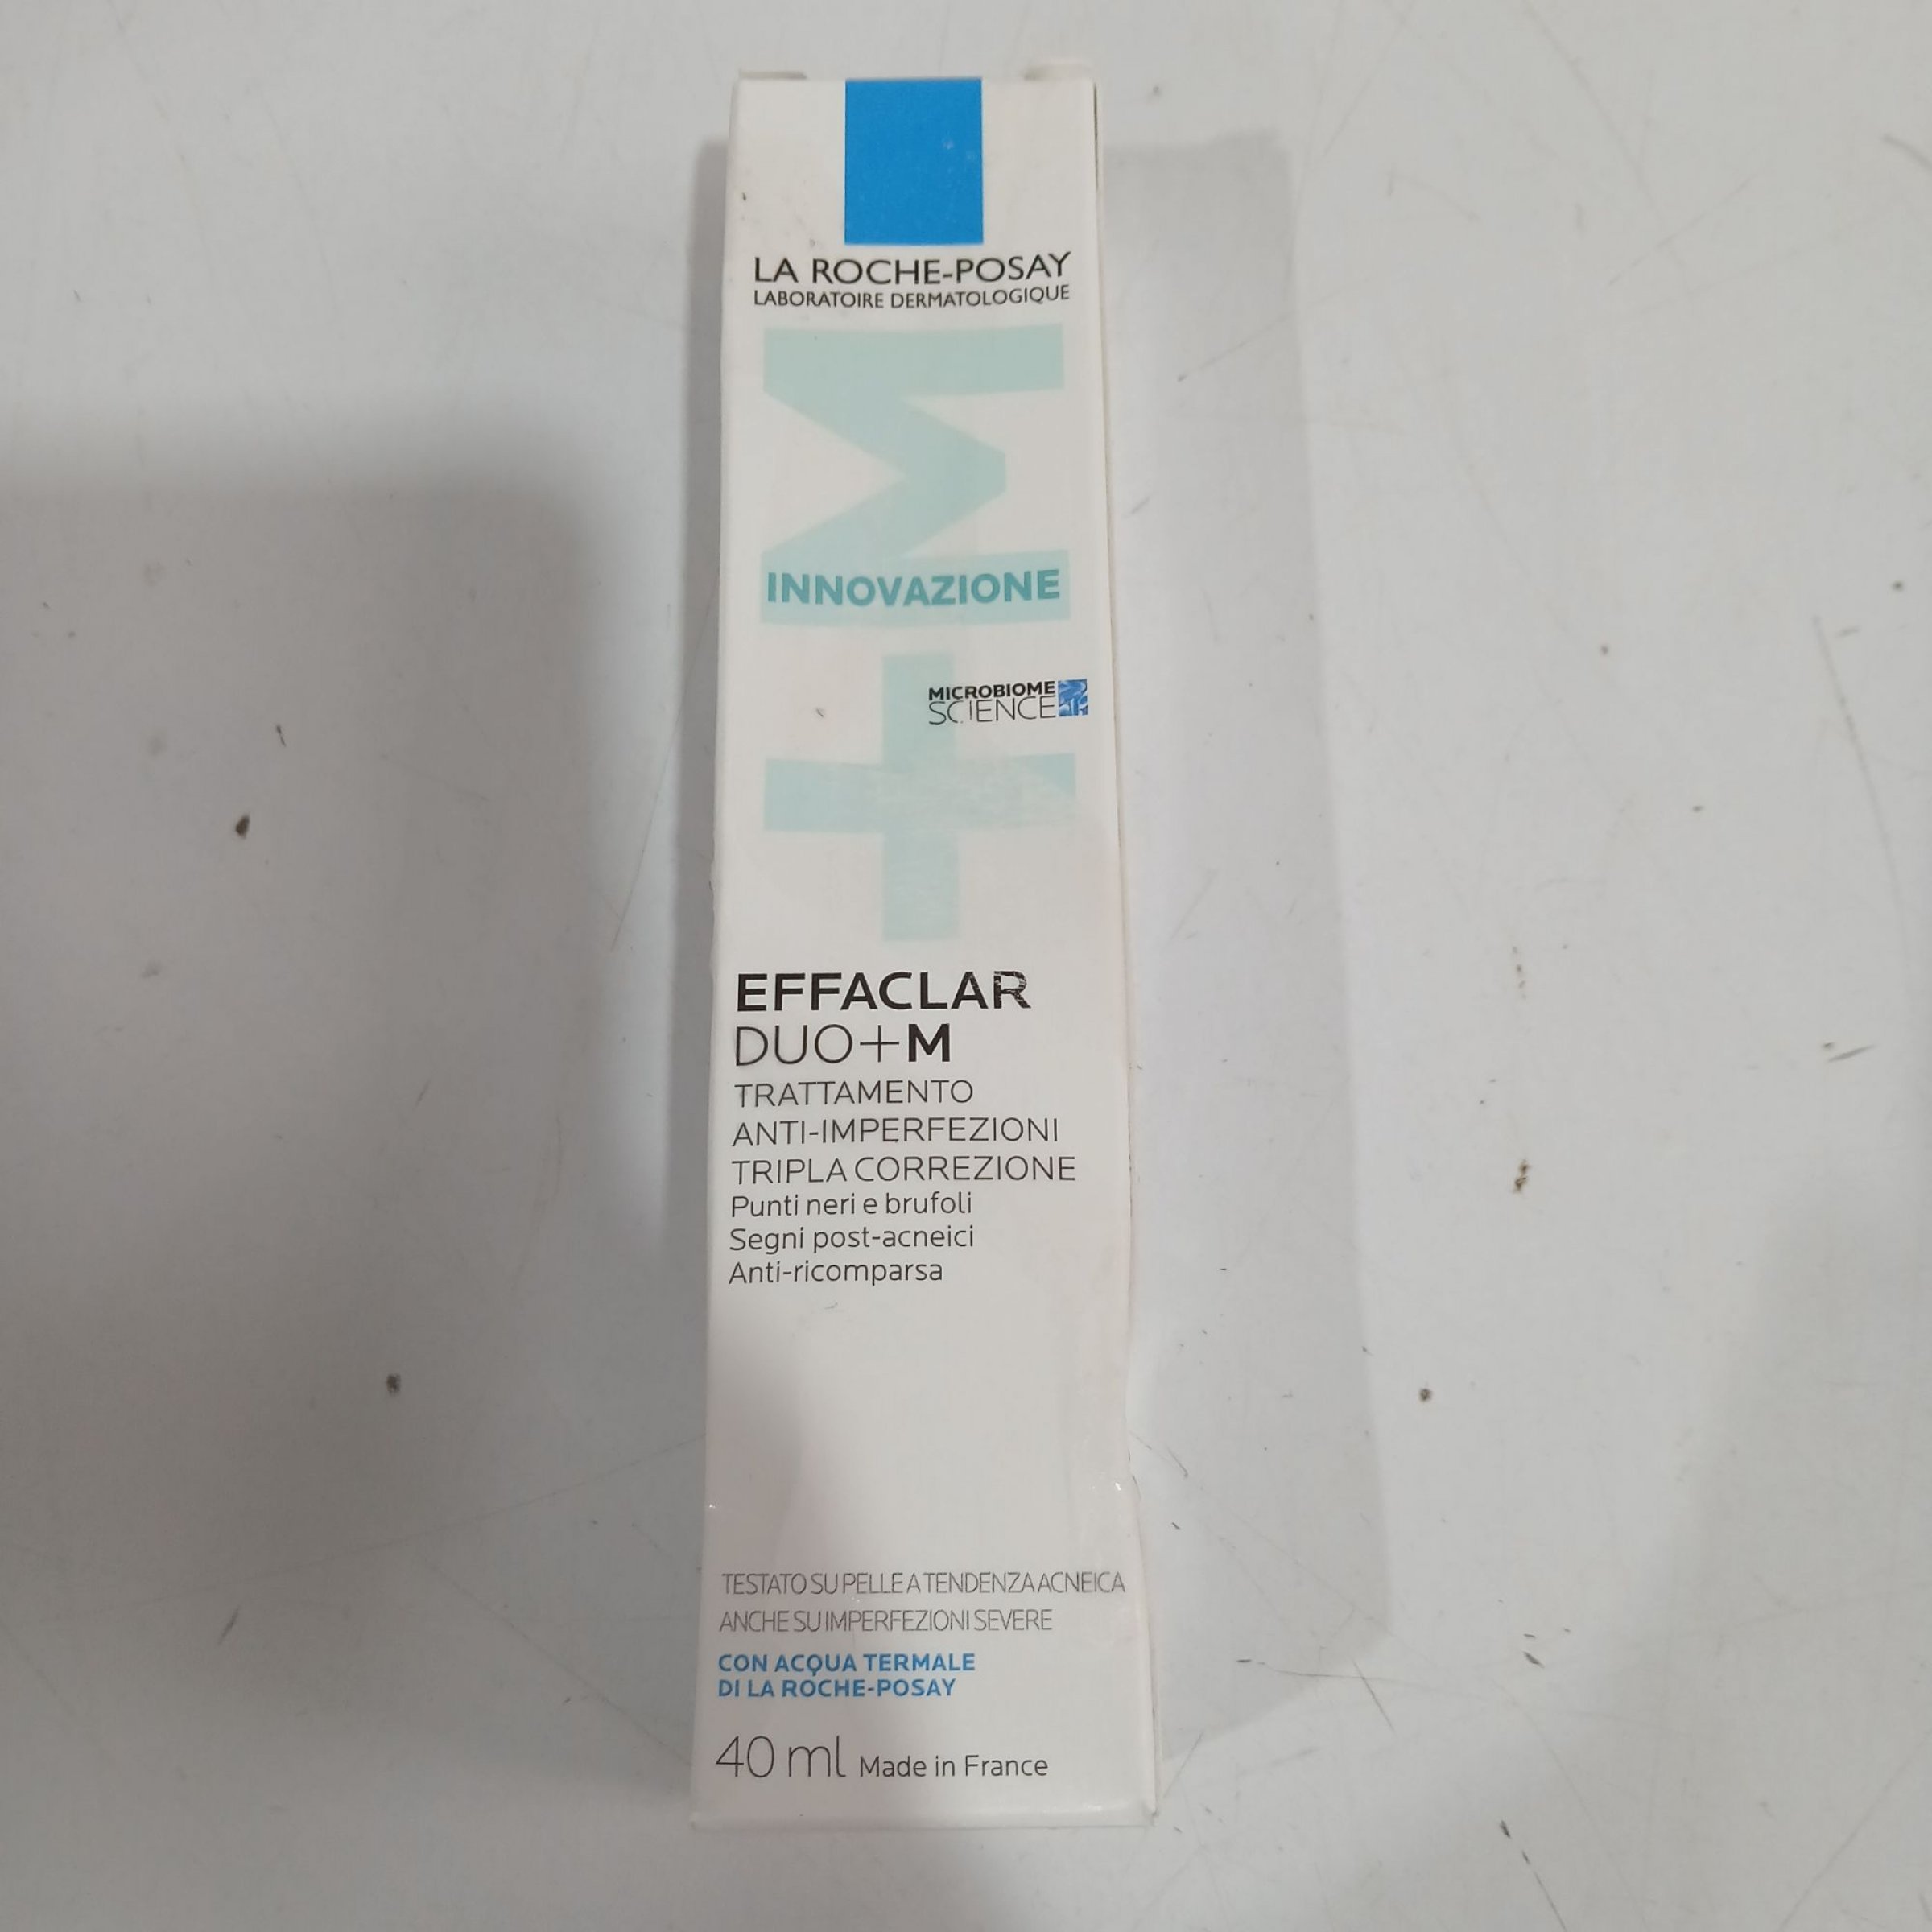 LA ROCHE-POSAY
LABORATOIRE DERMATOLOGIQUE
+M
INNOVAZIONE
MICROBIOME
SCIENCE
EFFACLAR
DUO+M
TRATTAMENTO
ANTI-IMPERFEZIONI
TRIPLA CORREZIONE
Punti neri e brufoli
Segni post-acneici
Anti-ricomparsa
TESTATO SU PELLE A TENDENZA ACNEICA
ANCHE SU IMPERFEZIONI SEVERE
CON ACQUA TERMALE
DI LA ROCHE-POSAY
40 ml Made in France